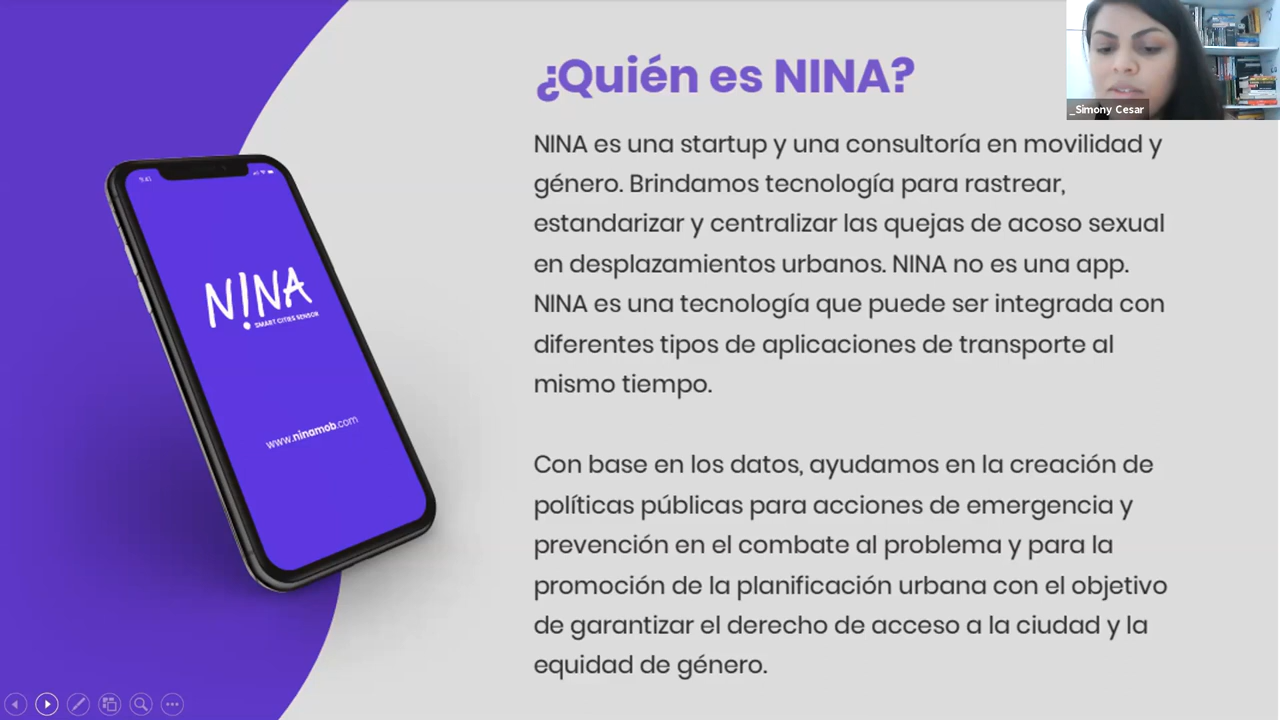 ¿Quién es NINA?
_Simony Cesar
NINA es una startup y una consultoría en movilidad y
género. Brindamos tecnología para rastrear,
estandarizar y centralizar las quejas de acoso sexual
en desplazamientos urbanos. NINA no es una app.
NINA es una tecnología que puede ser integrada con
diferentes tipos de aplicaciones de transporte al
mismo tiempo.
Con base en los datos, ayudamos en la creación de
políticas públicas para acciones de emergencia y
prevención en el combate al problema y para la
promoción de la planificación urbana con el objetivo
de garantizar el derecho de acceso a la ciudad y la
equidad de género.
9:41
N!NA
SMART CITIES SENSOR
www.ninamob.com